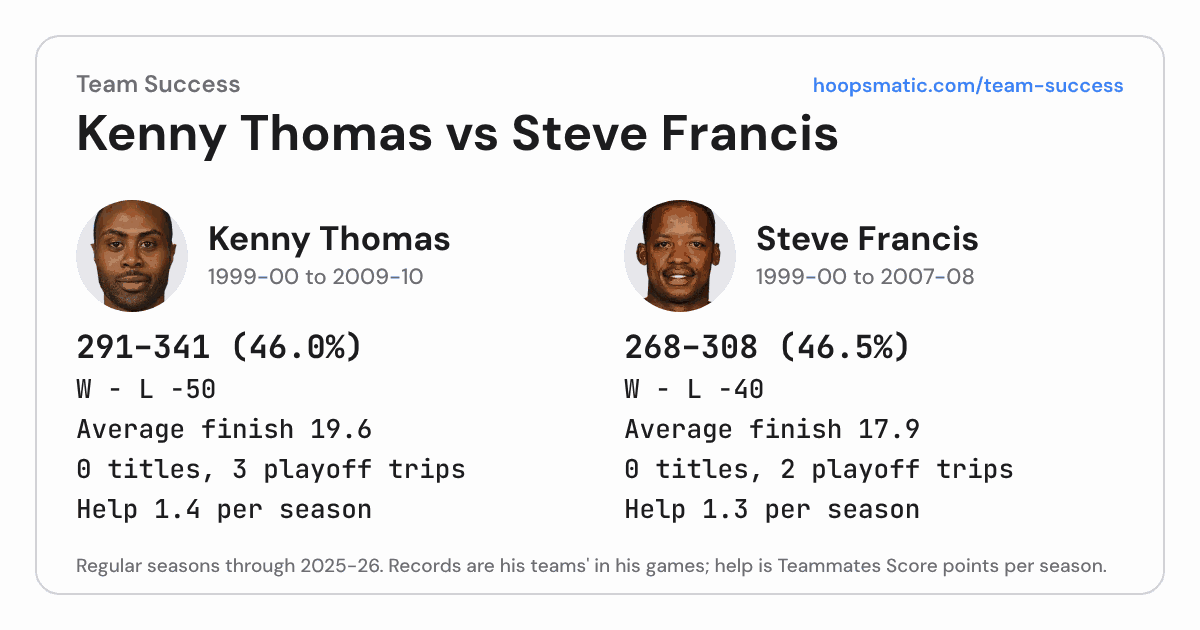 Team Success
hoopsmatic.com/team-success
Kenny Thomas vs Steve Francis
Kenny Thomas
1999–00 to 2009–10
291–341 (46.0%)
W - L -50
Average finish 19.6
0 titles, 3 playoff trips
Help 1.4 per season
Steve Francis
1999–00 to 2007–08
268–308 (46.5%)
W - L -40
Average finish 17.9
0 titles, 2 playoff trips
Help 1.3 per season
Regular seasons through 2025–26. Records are his teams' in his games; help is Teammates Score points per season.